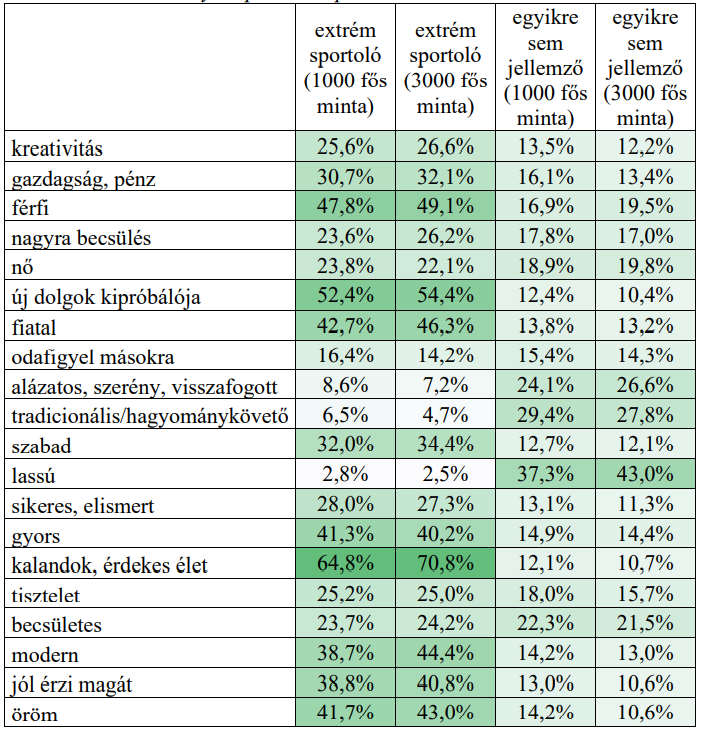 extrém sportoló (1000 fős minta) extrém sportoló (3000 fős minta) egyikre sem jellemző (1000 fős minta) egyikre sem jellemző (3000 fős minta)
kreativitás 25,6% 26,6% 13,5% 12,2%
gazdagság, pénz 30,7% 32,1% 16,1% 13,4%
férfi 47,8% 49,1% 16,9% 19,5%
nagyra becsülés 23,6% 26,2% 17,8% 17,0%
nő 23,8% 22,1% 18,9% 19,8%
új dolgok kipróbálója 52,4% 54,4% 12,4% 10,4%
fiatal 42,7% 46,3% 13,8% 13,2%
odafigyel másokra 16,4% 14,2% 15,4% 14,3%
alázatos, szerény, visszafogott 8,6% 7,2% 24,1% 26,6%
tradicionális/hagyománykövető 6,5% 4,7% 29,4% 27,8%
szabad 32,0% 34,4% 12,7% 12,1%
lassú 2,8% 2,5% 37,3% 43,0%
sikeres, elismert 28,0% 27,3% 13,1% 11,3%
gyors 41,3% 40,2% 14,9% 14,4%
kalandok, érdekes élet 64,8% 70,8% 12,1% 10,7%
tisztelet 25,2% 25,0% 18,0% 15,7%
becsületes 23,7% 24,2% 22,3% 21,5%
modern 38,7% 44,4% 14,2% 13,0%
jól érzi magát 38,8% 40,8% 13,0% 10,6%
öröm 41,7% 43,0% 14,2% 10,6%